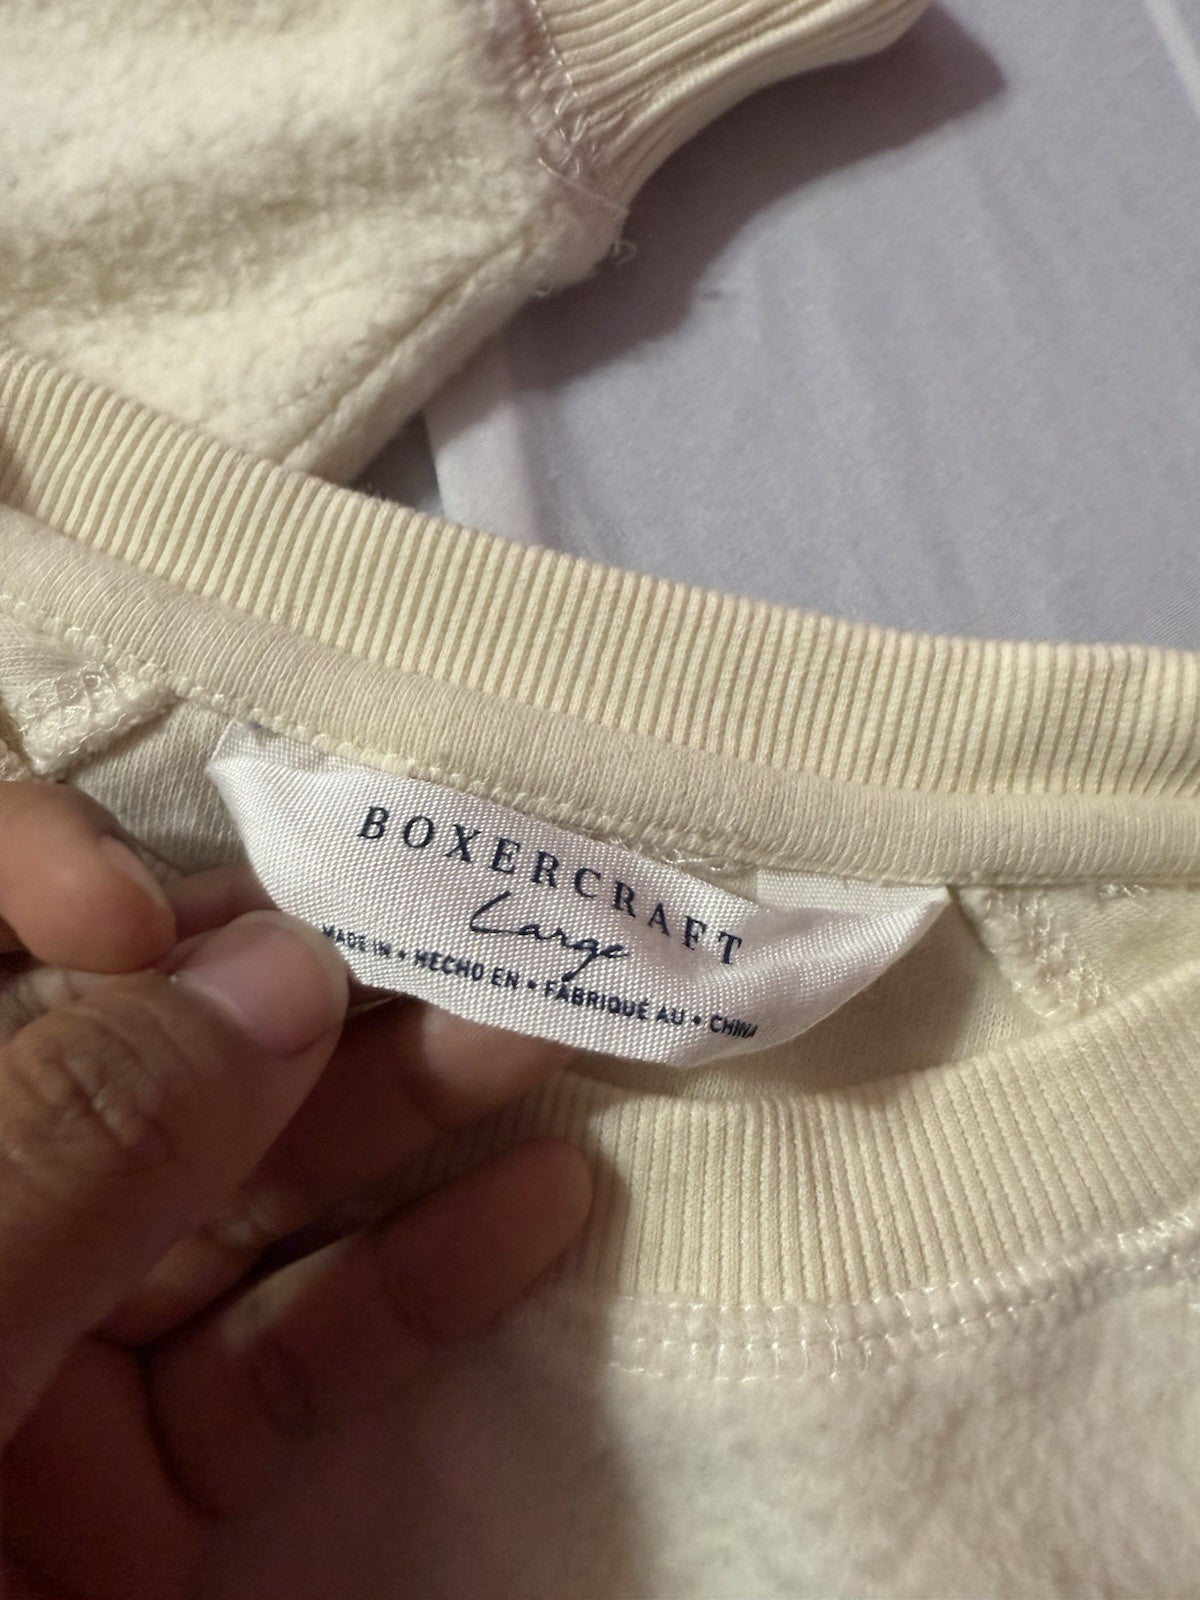 BOXERCRAFT
Large
MADE IN • HECHO EN • FABRIQUÉ AU • CHINA